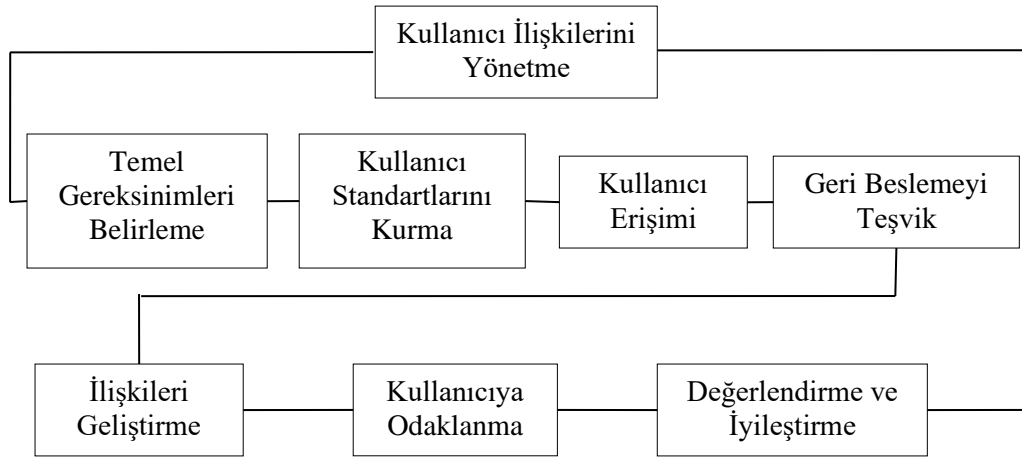 Kullanıcı İlişkilerini
Yönetme
Temel
Gereksinimleri
Belirleme
Kullanıcı
Standartlarını
Kurma
Kullanıcı
Erişimi
Geri Beslemeyi
Teşvik
İlişkileri
Geliştirme
Kullanıcıya
Odaklanma
Değerlendirme ve
İyileştirme